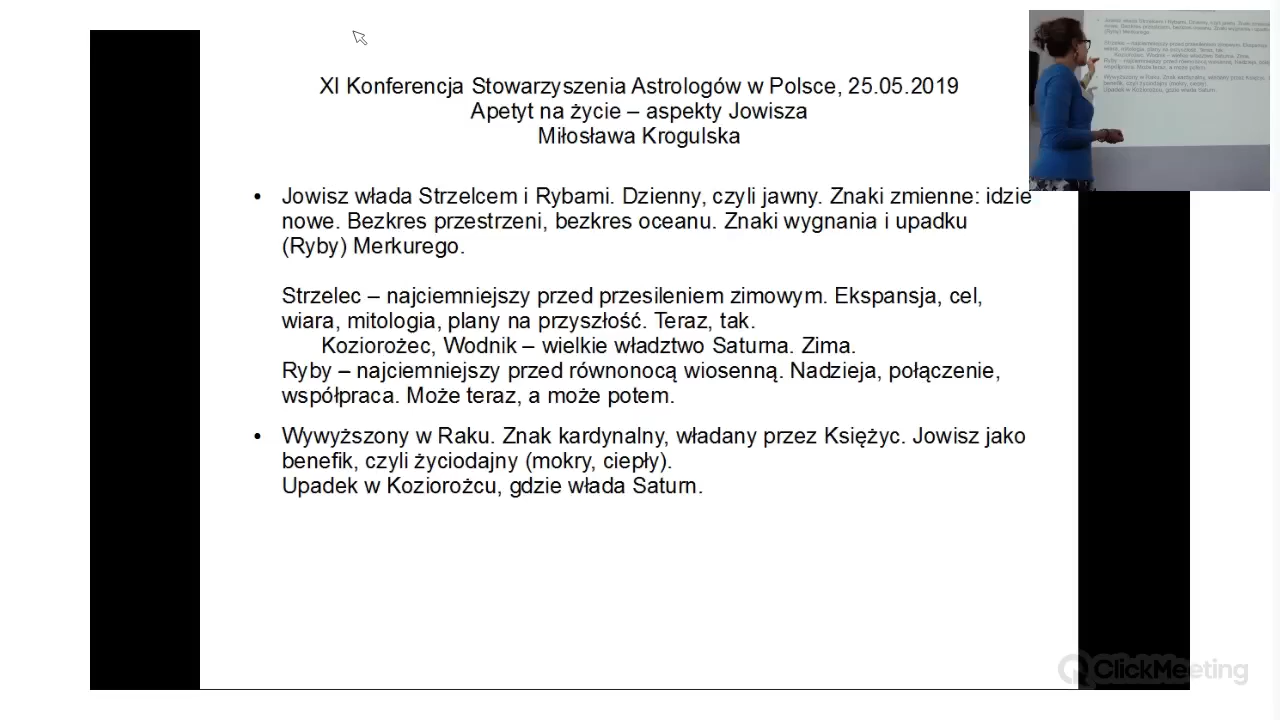 XI Konferencja Stowarzyszenia Astrologów w Polsce, 25.05.2019
Apetyt na życie – aspekty Jowisza
Miłosława Krogulska
• Jowisz włada Strzelcem i Rybami. Dzienny, czyli jawny. Znaki zmienne: idzie
nowe. Bezkres przestrzeni, bezkres oceanu. Znaki wygnania i upadku
(Ryby) Merkurego.
Strzelec – najciemniejszy przed przesileniem zimowym. Ekspansja, cel,
wiara, mitologia, plany na przyszłość. Teraz, tak.
Koziorożec, Wodnik – wielkie władztwo Saturna. Zima.
Ryby – najciemniejszy przed równonocą wiosenną. Nadzieja, połączenie,
współpraca. Może teraz, a może potem.
• Wywyższony w Raku. Znak kardynalny, władany przez Księżyc. Jowisz jako
benefik, czyli życiodajny (mokry, ciepły).
Upadek w Koziorożcu, gdzie włada Saturn.
ClickMeeting